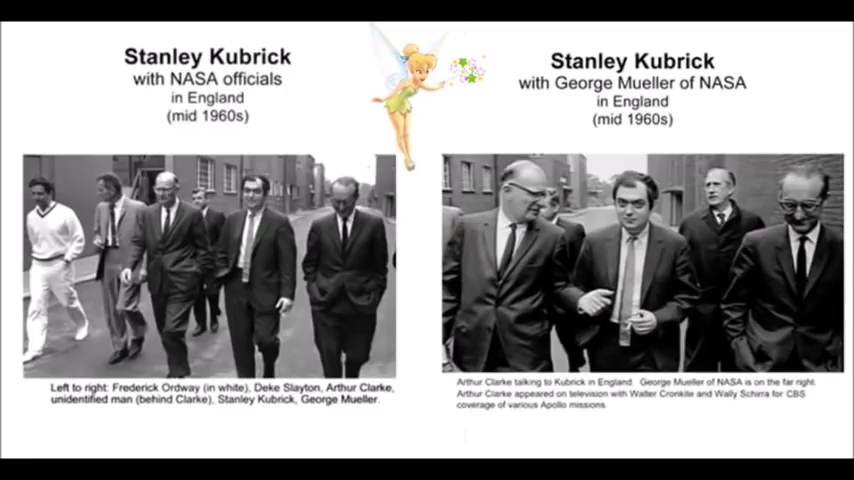 Stanley Kubrick
with NASA officials
in England
(mid 1960s)
Left to right: Frederick Ordway (in white), Deke Slayton, Arthur Clarke,
unidentified man (behind Clarke), Stanley Kubrick, George Mueller.
Stanley Kubrick
with George Mueller of NASA
in England
(mid 1960s)
Arthur Clarke talking to Kubrick in England. George Mueller of NASA is on the far right.
Arthur Clarke appeared on television with Walter Cronkite and Wally Schirra for CBS
coverage of various Apollo missions.